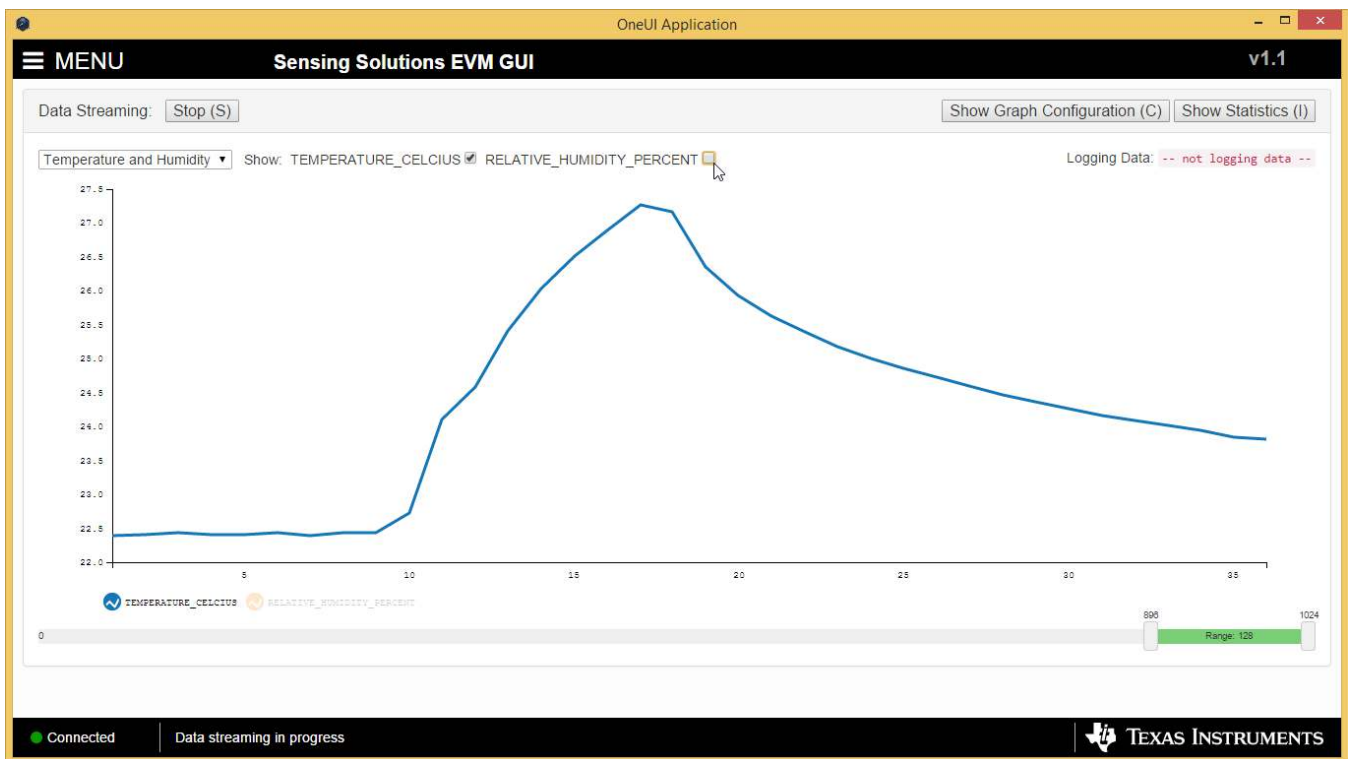 OneUI Application
MENU Sensing Solutions EVM GUI v1.1
Data Streaming: Stop (S) Show Graph Configuration (C) Show Statistics (I)
Temperature and Humidity Show: TEMPERATURE_CELCIUS RELATIVE_HUMIDITY_PERCENT Logging Data: -- not logging data --
27.5
27.0
26.5
26.0
25.5
25.0
24.5
24.0
23.5
23.0
22.5
22.0
5 10 15 20 25 30 35
TEMPERATURE_CELCIUS RELATIVE_HUMIDITY_PERCENT
896 1024
0 Range: 128
Connected Data streaming in progress TEXAS INSTRUMENTS